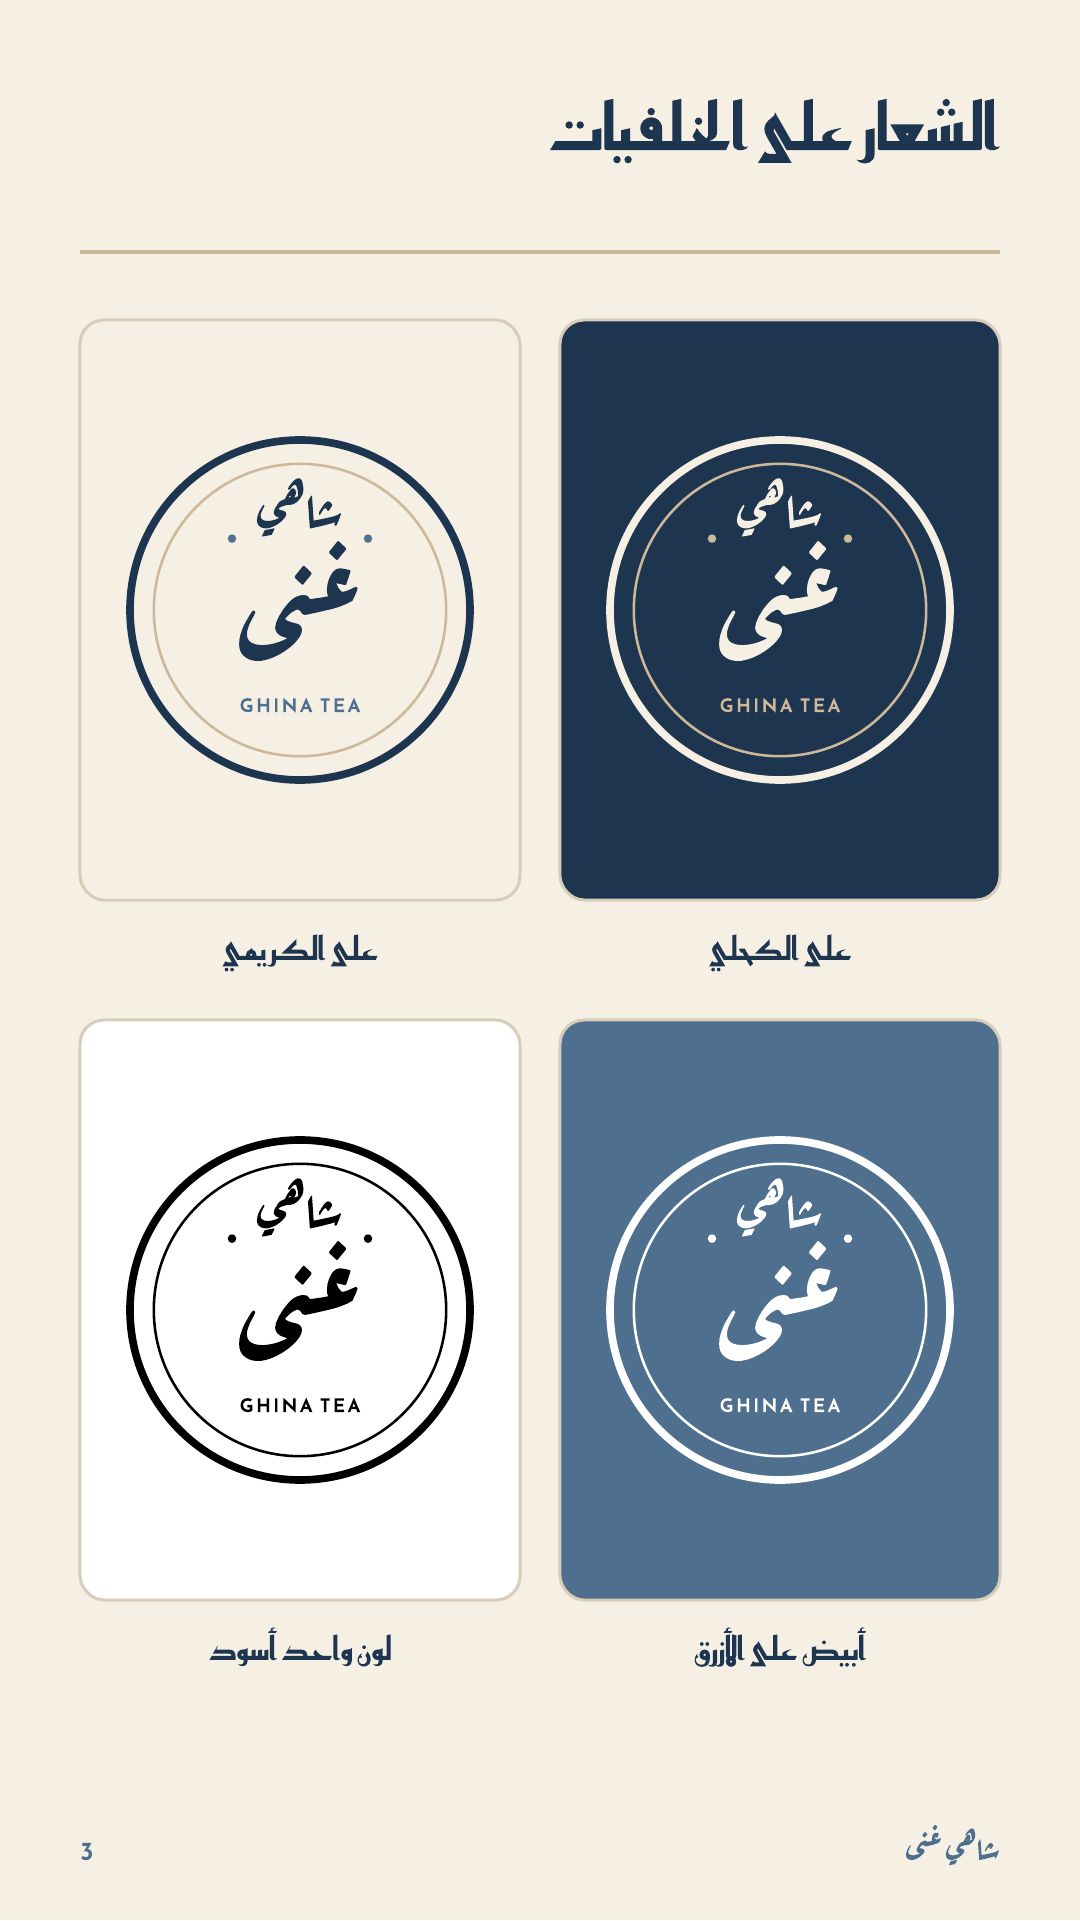 الشعار على الخلفيات
شاهي
غنى
GHINA TEA
على الكحلي
شاهي
غنى
GHINA TEA
على الكريمي
شاهي
غنى
GHINA TEA
أبيض على الأزرق
شاهي
غنى
GHINA TEA
لون واحد أسود
شاهي غنى
3